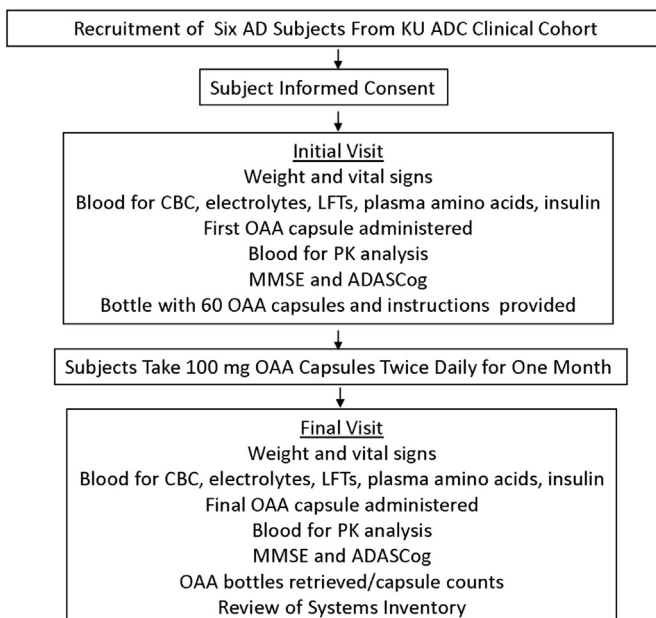 Recruitment of Six AD Subjects From KU ADC Clinical Cohort
Subject Informed Consent
Initial Visit
Weight and vital signs
Blood for CBC, electrolytes, LFTs, plasma amino acids, insulin
First OAA capsule administered
Blood for PK analysis
MMSE and ADASCog
Bottle with 60 OAA capsules and instructions provided
Subjects Take 100 mg OAA Capsules Twice Daily for One Month
Final Visit
Weight and vital signs
Blood for CBC, electrolytes, LFTs, plasma amino acids, insulin
Final OAA capsule administered
Blood for PK analysis
MMSE and ADASCog
OAA bottles retrieved/capsule counts
Review of Systems Inventory